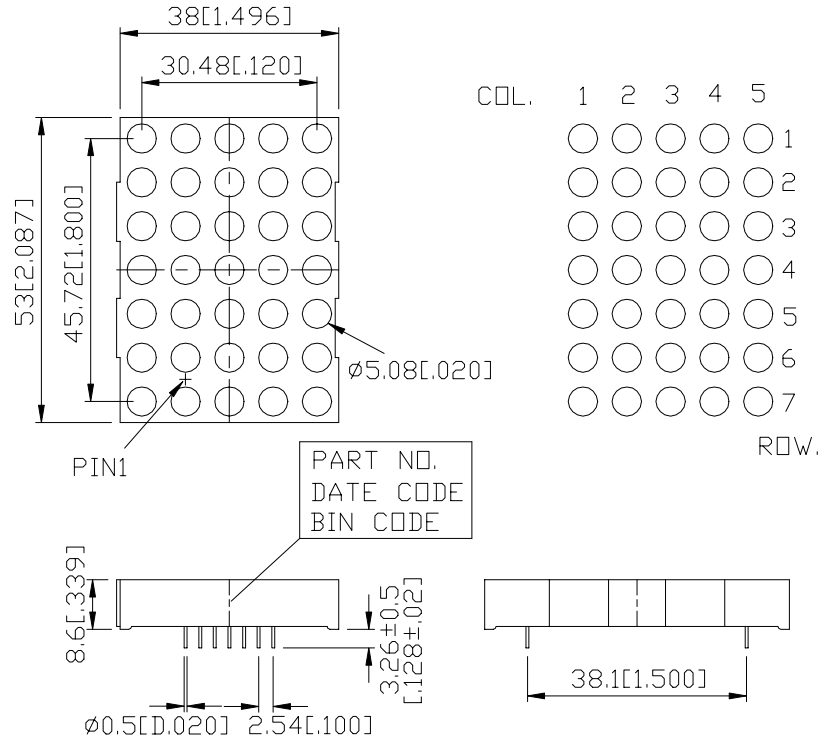 38[1.496]
30.48[.120]
COL. 1 2 3 4 5
1
2
3
4
5
6
7
ROW.
53[2.087]
45.72[1.800]
Ø5.08[.020]
PIN1
PART NO.
DATE CODE
BIN CODE
8.6[.339]
3.26±0.5
[.128±.02]
38.1[1.500]
Ø0.5[D.020]
2.54[.100]